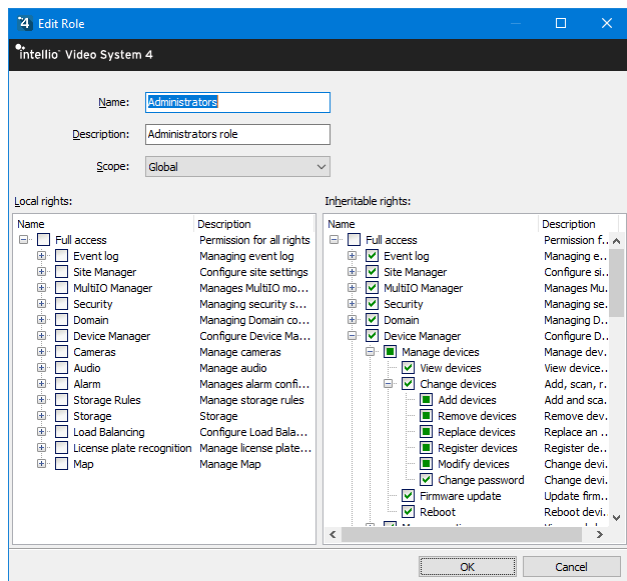 4 Edit Role
intellio Video System 4
Name: Administrators
Description: Administrators role
Scope: Global
Local rights: Inheritable rights:
Name Description Name Description
Full access Permission for all rights Full access Permission f...
Event log Managing event log Event log Managing e...
Site Manager Configure site settings Site Manager Configure si...
MultiIO Manager Manages MultiIO mo... MultiIO Manager Manages Mu...
Security Managing security s... Security Managing se...
Domain Managing Domain co... Domain Managing D...
Device Manager Configure Device Ma... Device Manager Configure D...
Cameras Manage cameras Manage devices Manage dev...
Audio Manage audio View devices View device...
Alarm Manages alarm confi... Change devices Add, scan, r...
Storage Rules Manage storage rules Add devices Add and sca...
Storage Storage Remove devices Remove dev...
Load Balancing Configure Load Bala... Replace devices Replace an ...
License plate recognition Manage license plate... Register devices Register de...
Map Manage Map Modify devices Change devi...
Change password Change devi...
Firmware update Update firm...
Reboot Reboot devi...
OK Cancel